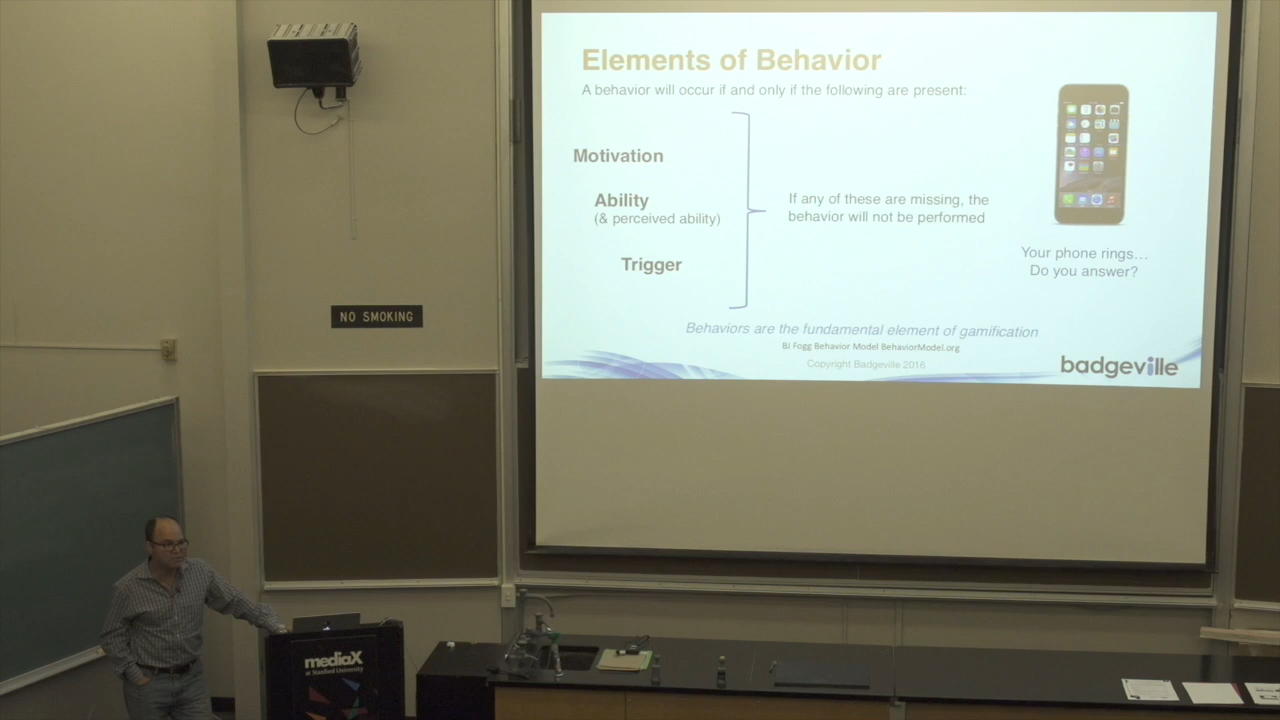 Elements of Behavior
A behavior will occur if and only if the following are present:
Motivation
Ability
(& perceived ability)
Trigger
If any of these are missing, the
behavior will not be performed
Your phone rings…
Do you answer?
Behaviors are the fundamental element of gamification
BJ Fogg Behavior Model BehaviorModel.org
Copyright Badgeville 2016
badgeville
NO SMOKING
mediaX
at Stanford University